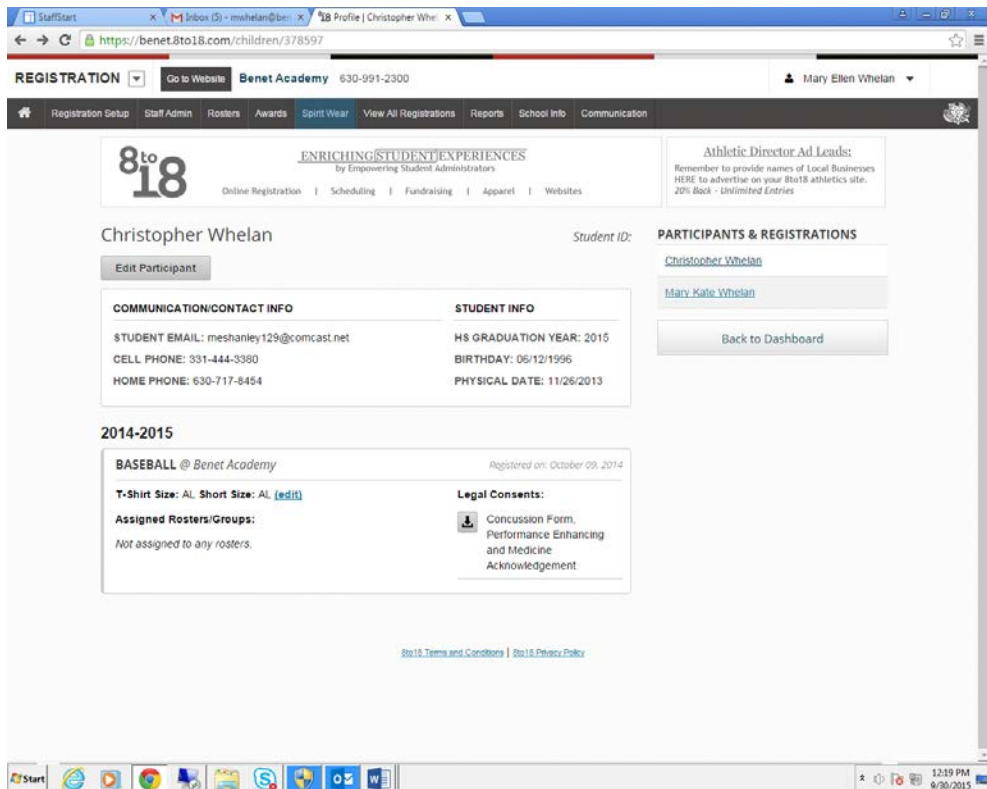 StaffStart
Inbox (5) - mwhelan@ben
Profile | Christopher Whel
https://benet.8to18.com/children/378597
REGISTRATION
Go to Website
Benet Academy 630-991-2300
Mary Ellen Whelan
Registration Setup Staff Admin Rosters Awards Spirit Wear View All Registrations Reports School Info Communication
8to18
ENRICHING STUDENT EXPERIENCES
by Empowering Student Administrators
Online Registration | Scheduling | Fundraising | Apparel | Websites
Athletic Director Ad Leads:
Remember to provide names of Local Businesses
HERE to advertise on your 8to18 athletics site.
20% Back - Unlimited Entries
Christopher Whelan
Student ID:
Edit Participant
COMMUNICATION/CONTACT INFO
STUDENT EMAIL: meshanley129@comcast.net
CELL PHONE: 331-444-3380
HOME PHONE: 630-717-8454
STUDENT INFO
HS GRADUATION YEAR: 2015
BIRTHDAY: 06/12/1996
PHYSICAL DATE: 11/26/2013
PARTICIPANTS & REGISTRATIONS
Christopher Whelan
Mary Kate Whelan
Back to Dashboard
2014-2015
BASEBALL @ Benet Academy
Registered on: October 09, 2014
T-Shirt Size: AL Short Size: AL (edit)
Assigned Rosters/Groups:
Not assigned to any rosters.
Legal Consents:
Concussion Form,
Performance Enhancing
and Medicine
Acknowledgement
8to18 Terms and Conditions | 8to18 Privacy Policy
Start
12:19 PM
9/30/2015